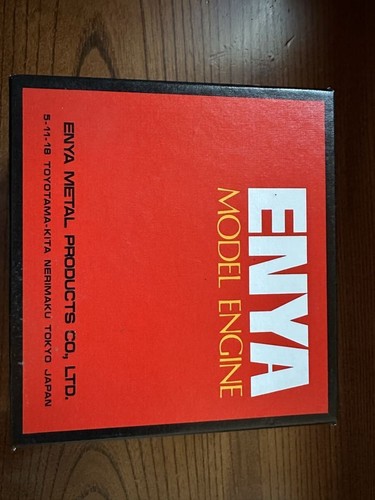 ENYA
MODEL ENGINE
ENYA METAL PRODUCTS CO., LTD.
5-11-18 TOYOTAMA-KITA NERIMAKU TOKYO JAPAN